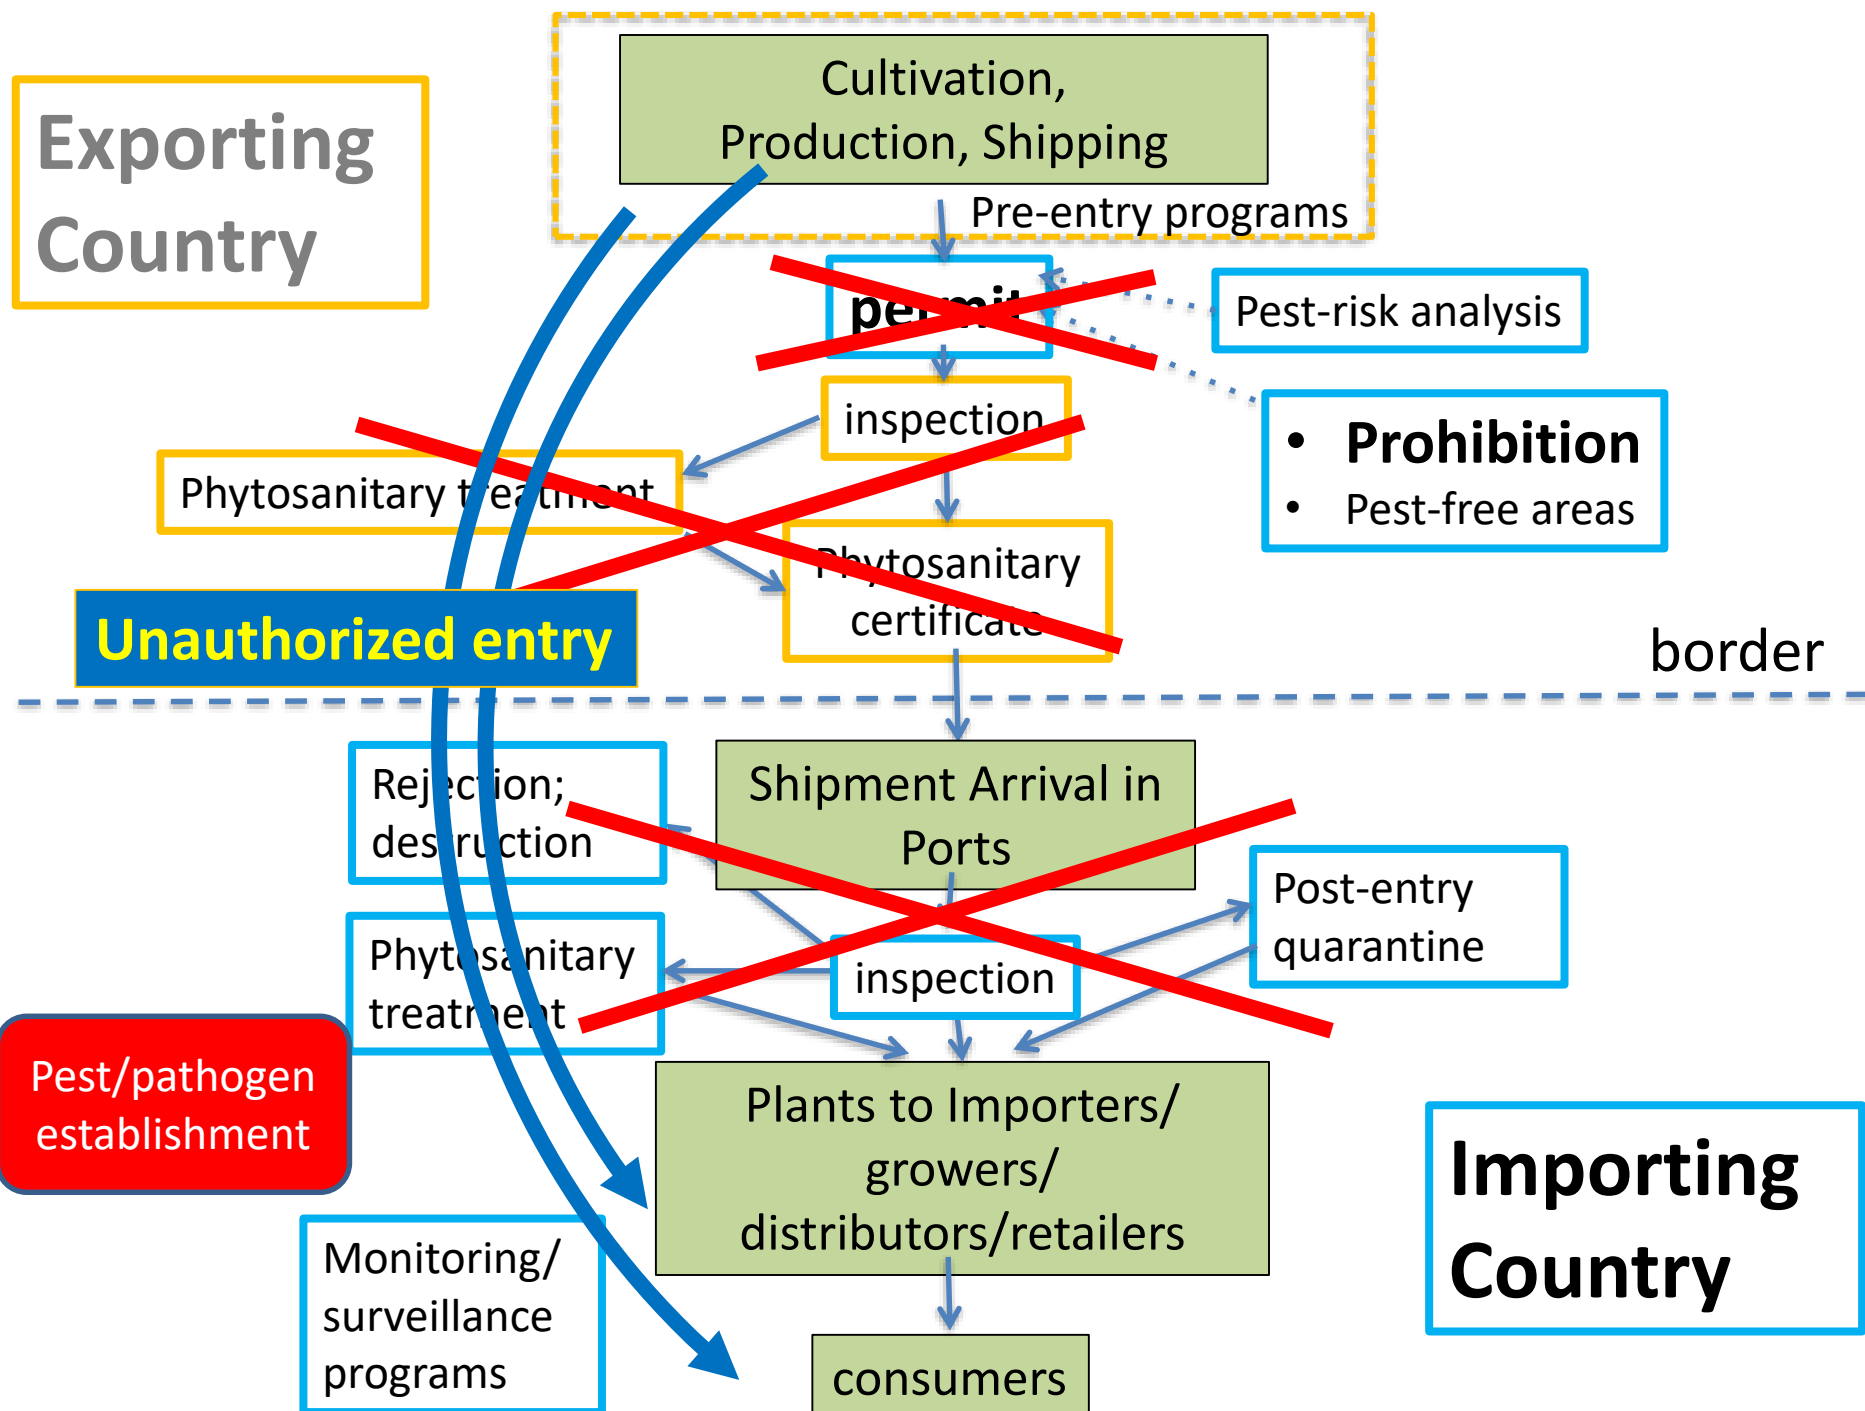 Exporting
Country
Cultivation,
Production, Shipping
Pre-entry programs
permit
Pest-risk analysis
inspection
• Prohibition
• Pest-free areas
Phytosanitary treatment
Phytosanitary
certificate
Unauthorized entry
border
Rejection;
destruction
Shipment Arrival in
Ports
Post-entry
quarantine
Phytosanitary
treatment
inspection
Pest/pathogen
establishment
Plants to Importers/
growers/
distributors/retailers
Importing
Country
Monitoring/
surveillance
programs
consumers